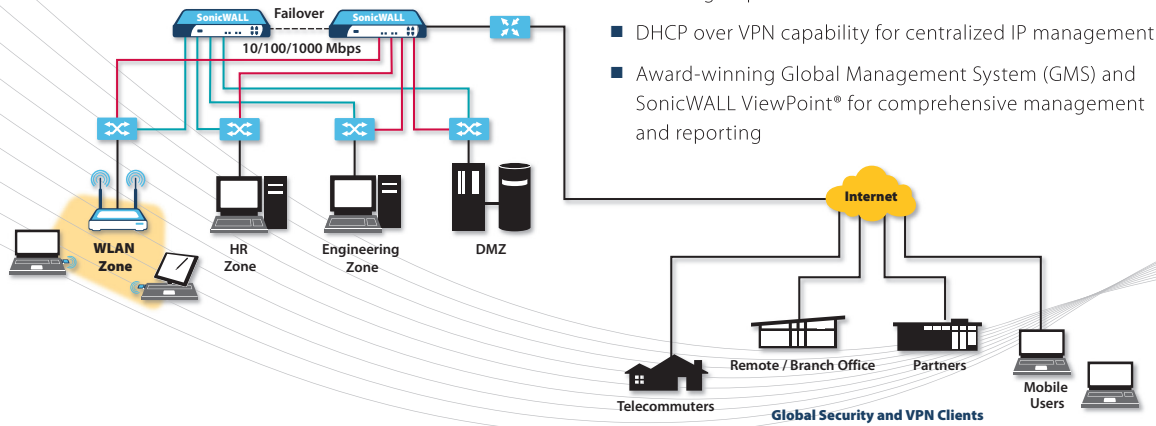 SonicWALL
Failover
SonicWALL
10/100/1000 Mbps
DHCP over VPN capability for centralized IP management
Award-winning Global Management System (GMS) and
SonicWALL ViewPoint® for comprehensive management
and reporting
Internet
WLAN
Zone
HR
Zone
Engineering
Zone
DMZ
Remote / Branch Office
Partners
Telecommuters
Mobile
Users
Global Security and VPN Clients